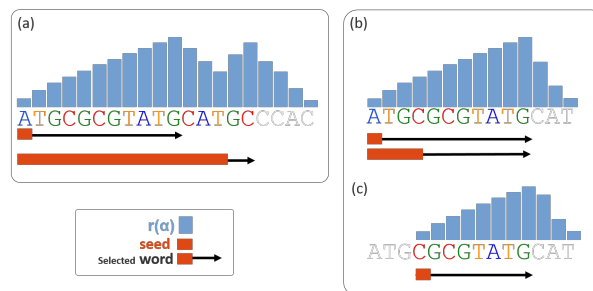 (a)
ATGCGCGTATGCATGCCCAC
r(α)
seed
Selected word
(b)
ATGCGCGTATGCAT
(c)
ATGCGCGTATGCAT